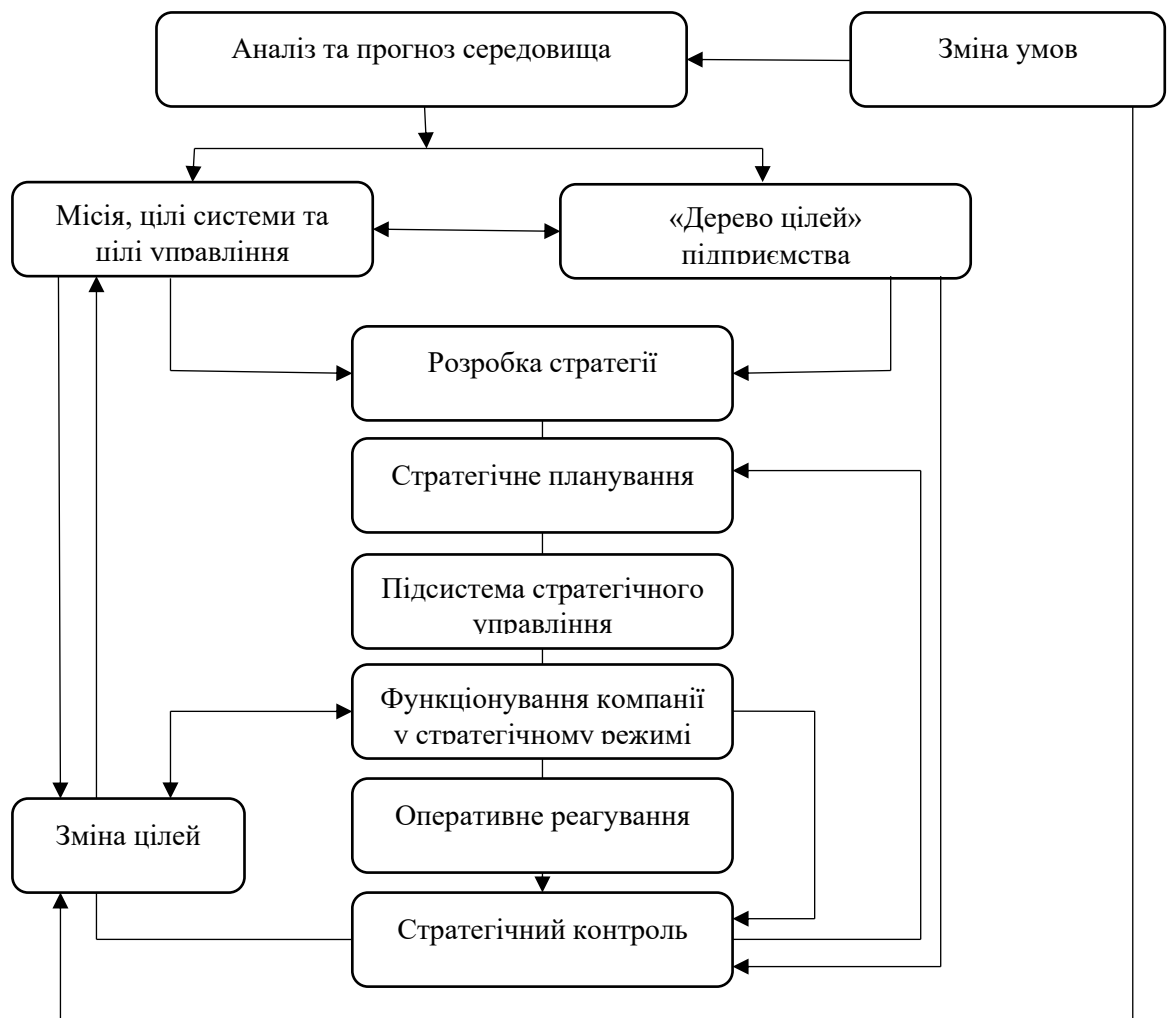 Аналіз та прогноз середовища
Зміна умов
Місія, цілі системи та
цілі управління
«Дерево цілей»
підприємства
Розробка стратегії
Стратегічне планування
Підсистема стратегічного
управління
Функціонування компанії
у стратегічному режимі
Оперативне реагування
Зміна цілей
Стратегічний контроль